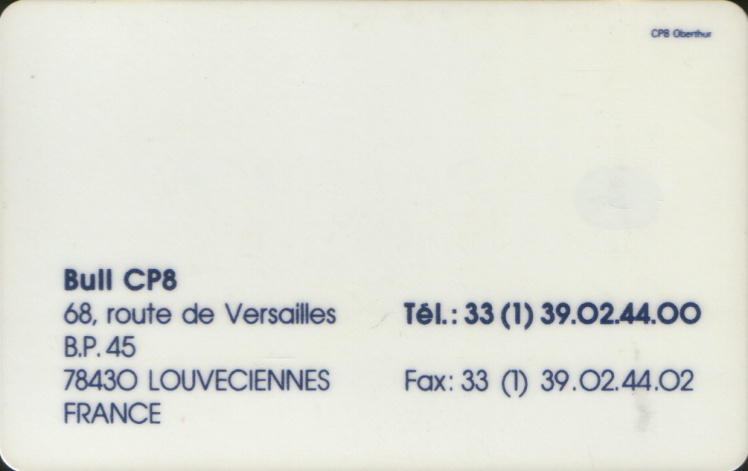 CP8 Oberthur
Bull CP8
68, route de Versailles
Tél.: 33 (1) 39.02.44.00
B.P. 45
78430 LOUVECIENNES
Fax: 33 (1) 39.02.44.02
FRANCE